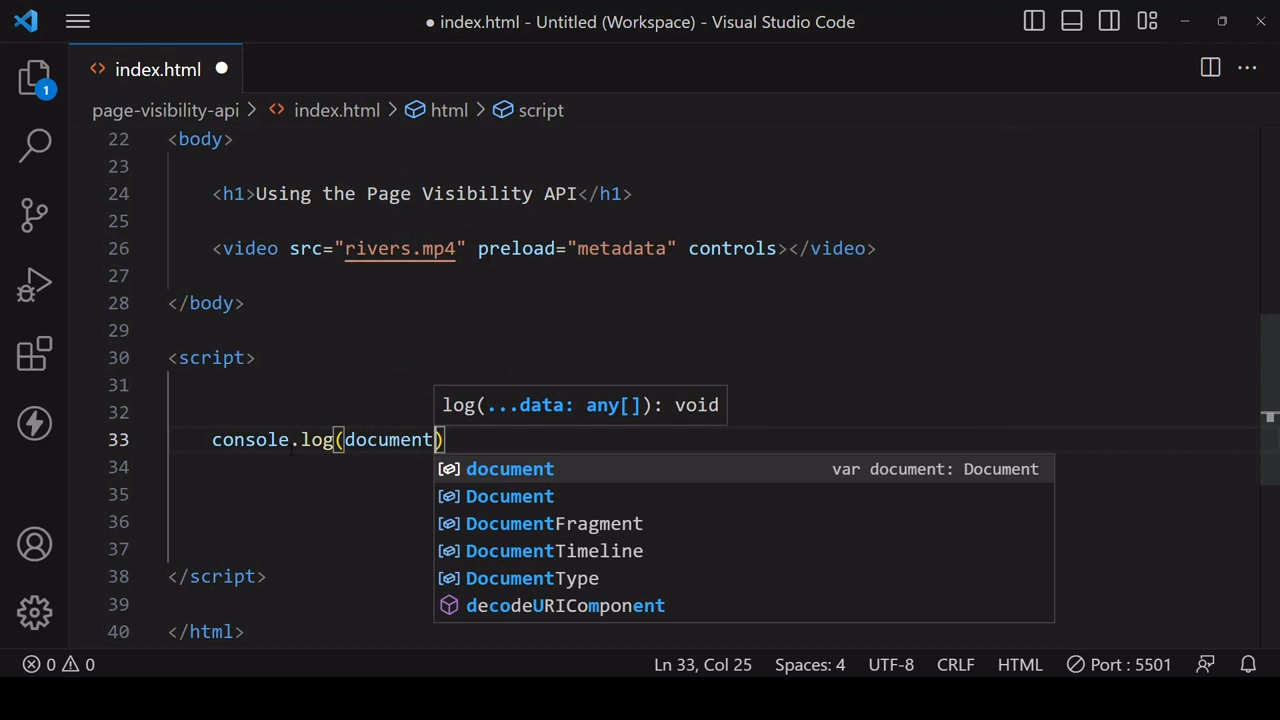 ● index.html - Untitled (Workspace) - Visual Studio Code
index.html
1
page-visibility-api > index.html > html > script
22 <body>
23
24 <h1>Using the Page Visibility API</h1>
25
26 <video src="rivers.mp4" preload="metadata" controls></video>
27
28 </body>
29
30 <script>
31
32
log(...data: any[]): void
33 console.log(document)
34
35
36
37
document var document: Document
Document
DocumentFragment
DocumentTimeline
DocumentType
decodeURIComponent
38 </script>
39
40 </html>
0 0
Ln 33, Col 25 Spaces: 4 UTF-8 CRLF HTML Port : 5501